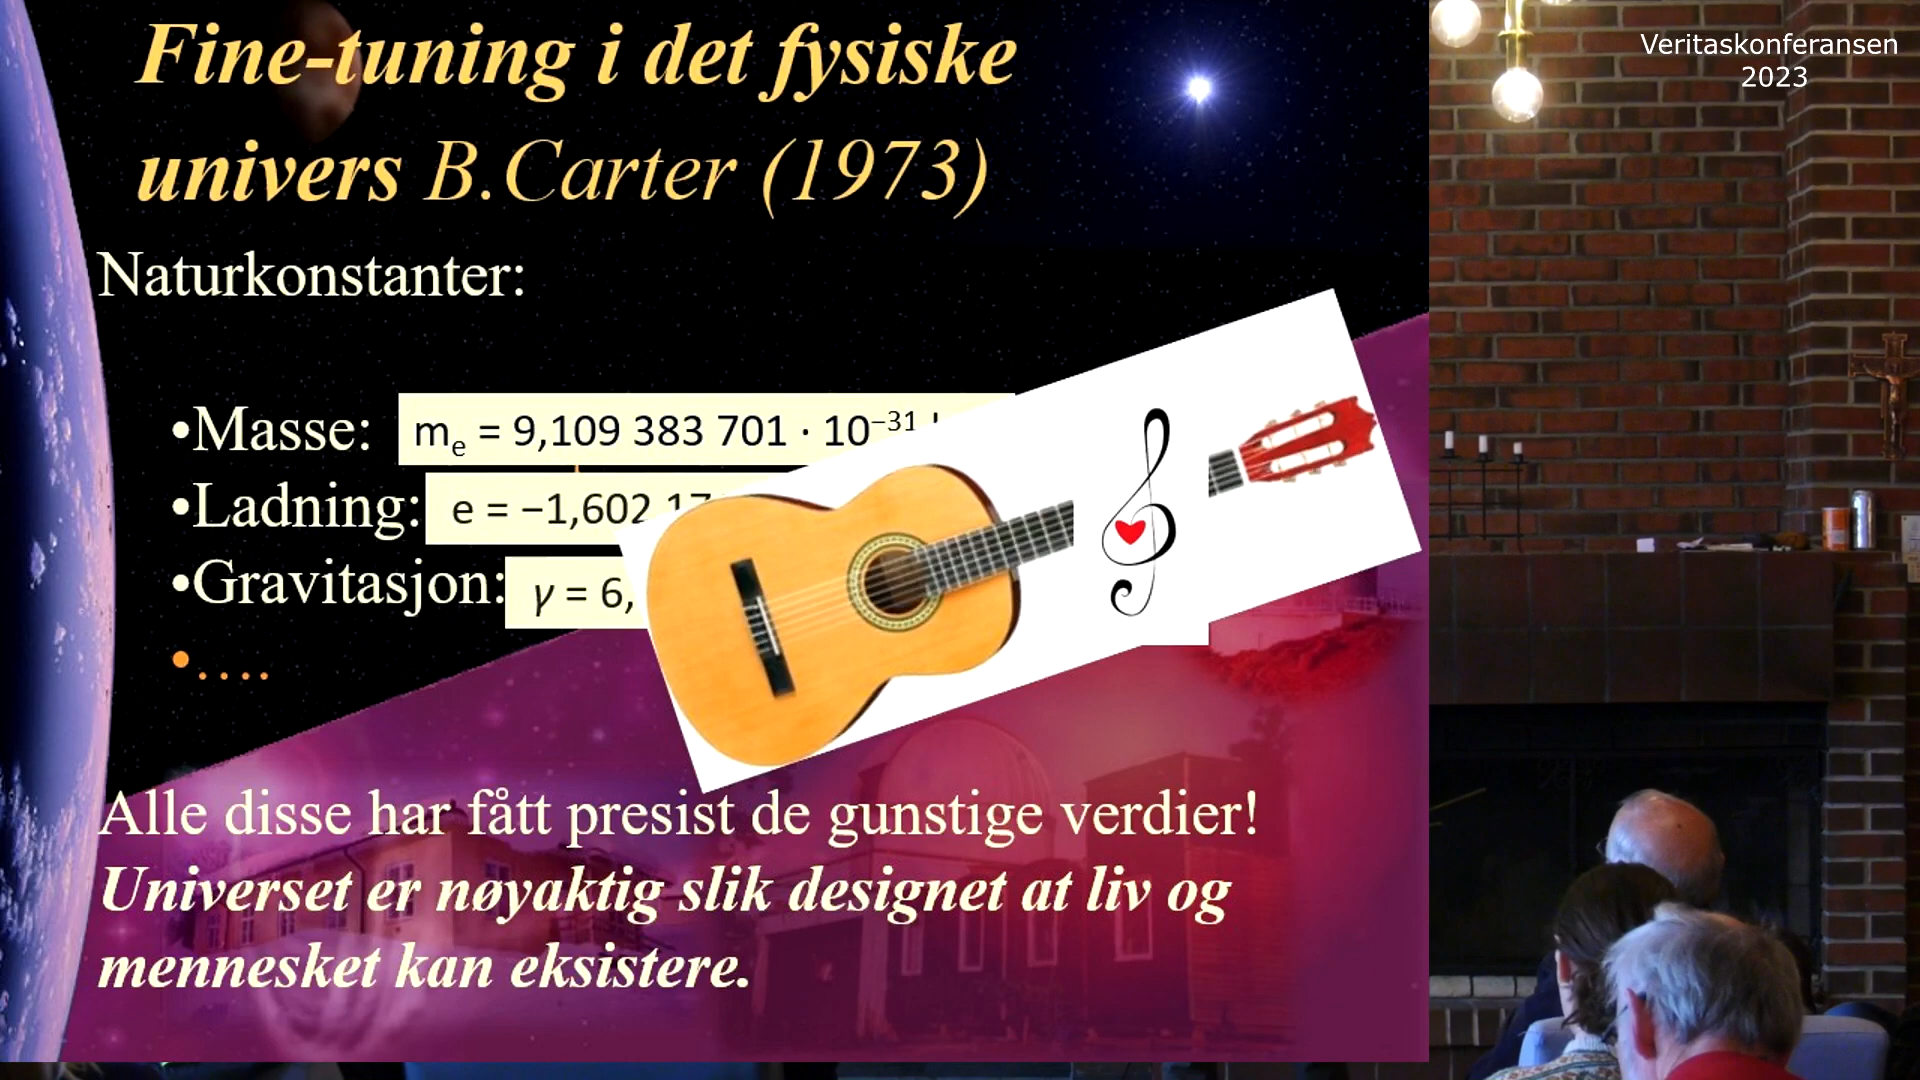 Fine-tuning i det fysiske
univers B.Carter (1973)
Veritaskonferansen
2023
Naturkonstanter:
•Masse: mₑ = 9,109 383 701 · 10⁻³¹
•Ladning: e = −1,602
•Gravitasjon: γ = 6,
•....
Alle disse har fått presist de gunstige verdier!
Universet er nøyaktig slik designet at liv og
mennesket kan eksistere.